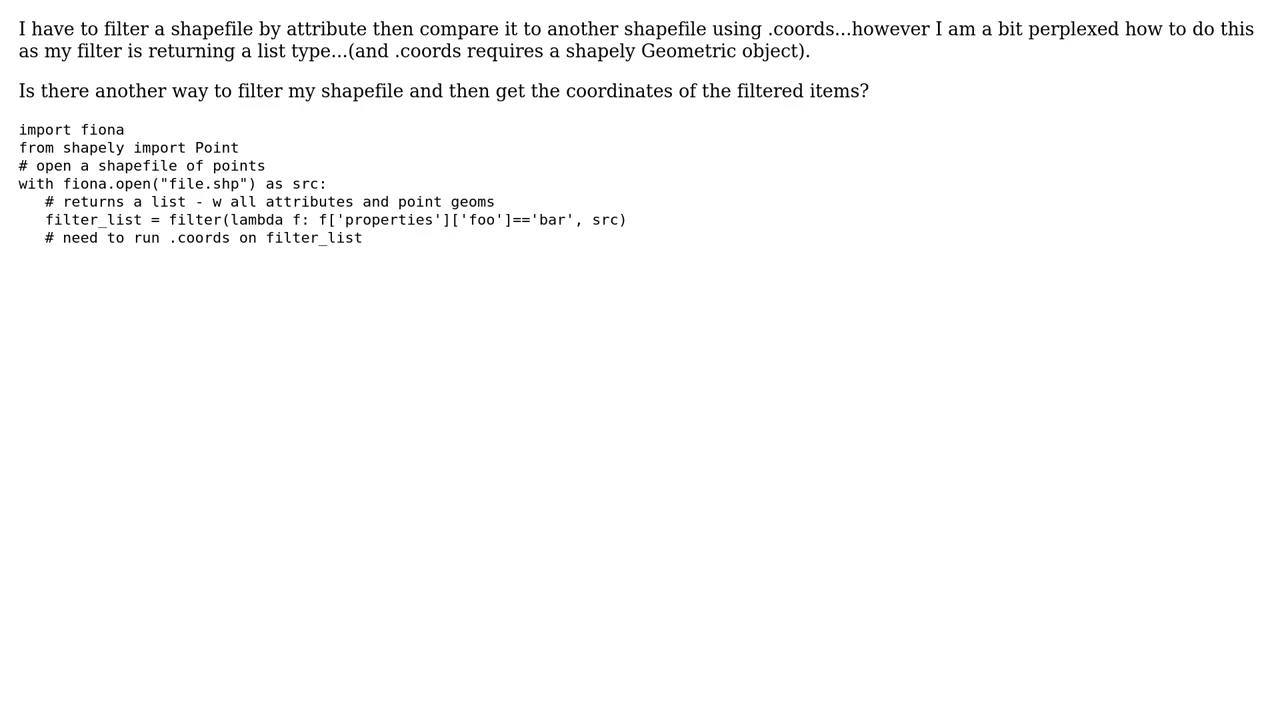 I have to filter a shapefile by attribute then compare it to another shapefile using .coords...however I am a bit perplexed how to do this
as my filter is returning a list type...(and .coords requires a shapely Geometric object).
Is there another way to filter my shapefile and then get the coordinates of the filtered items?
import fiona
from shapely import Point
# open a shapefile of points
with fiona.open("file.shp") as src:
   # returns a list - w all attributes and point geoms
   filter_list = filter(lambda f: f['properties']['foo']=='bar', src)
   # need to run .coords on filter_list